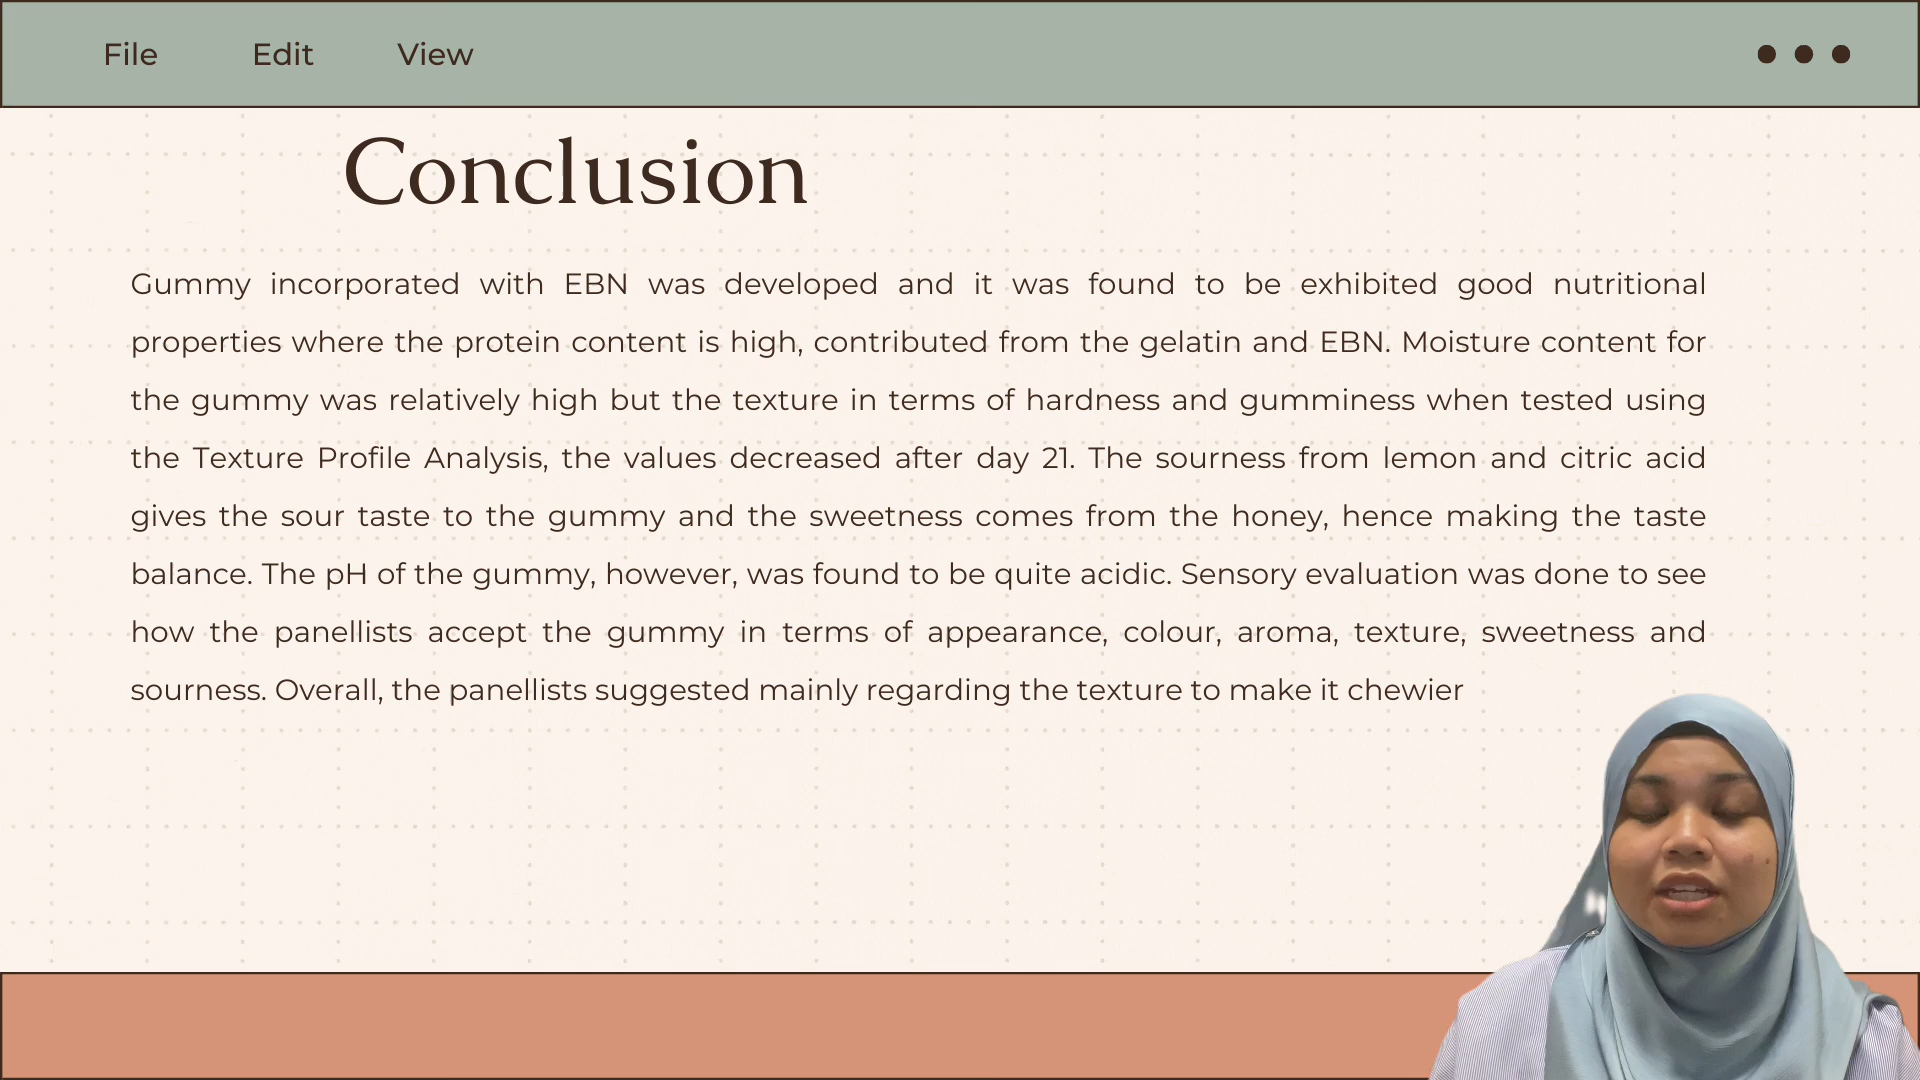 File Edit View
Conclusion
Gummy incorporated with EBN was developed and it was found to be exhibited good nutritional
properties where the protein content is high, contributed from the gelatin and EBN. Moisture content for
the gummy was relatively high but the texture in terms of hardness and gumminess when tested using
the Texture Profile Analysis, the values decreased after day 21. The sourness from lemon and citric acid
gives the sour taste to the gummy and the sweetness comes from the honey, hence making the taste
balance. The pH of the gummy, however, was found to be quite acidic. Sensory evaluation was done to see
how the panellists accept the gummy in terms of appearance, colour, aroma, texture, sweetness and
sourness. Overall, the panellists suggested mainly regarding the texture to make it chewier